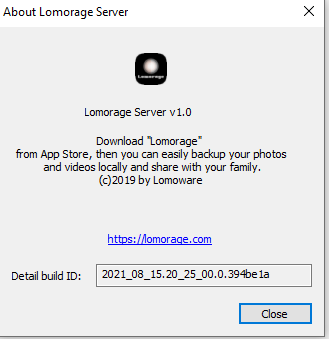 About Lomorage Server
Lomorage
Lomorage Server v1.0
Download "Lomorage"
from App Store, then you can easily backup your photos
and videos locally and share with your family.
(c)2019 by Lomoware
https://lomorage.com
Detail build ID: 2021_08_15.20_25_00.0.394be1a
Close